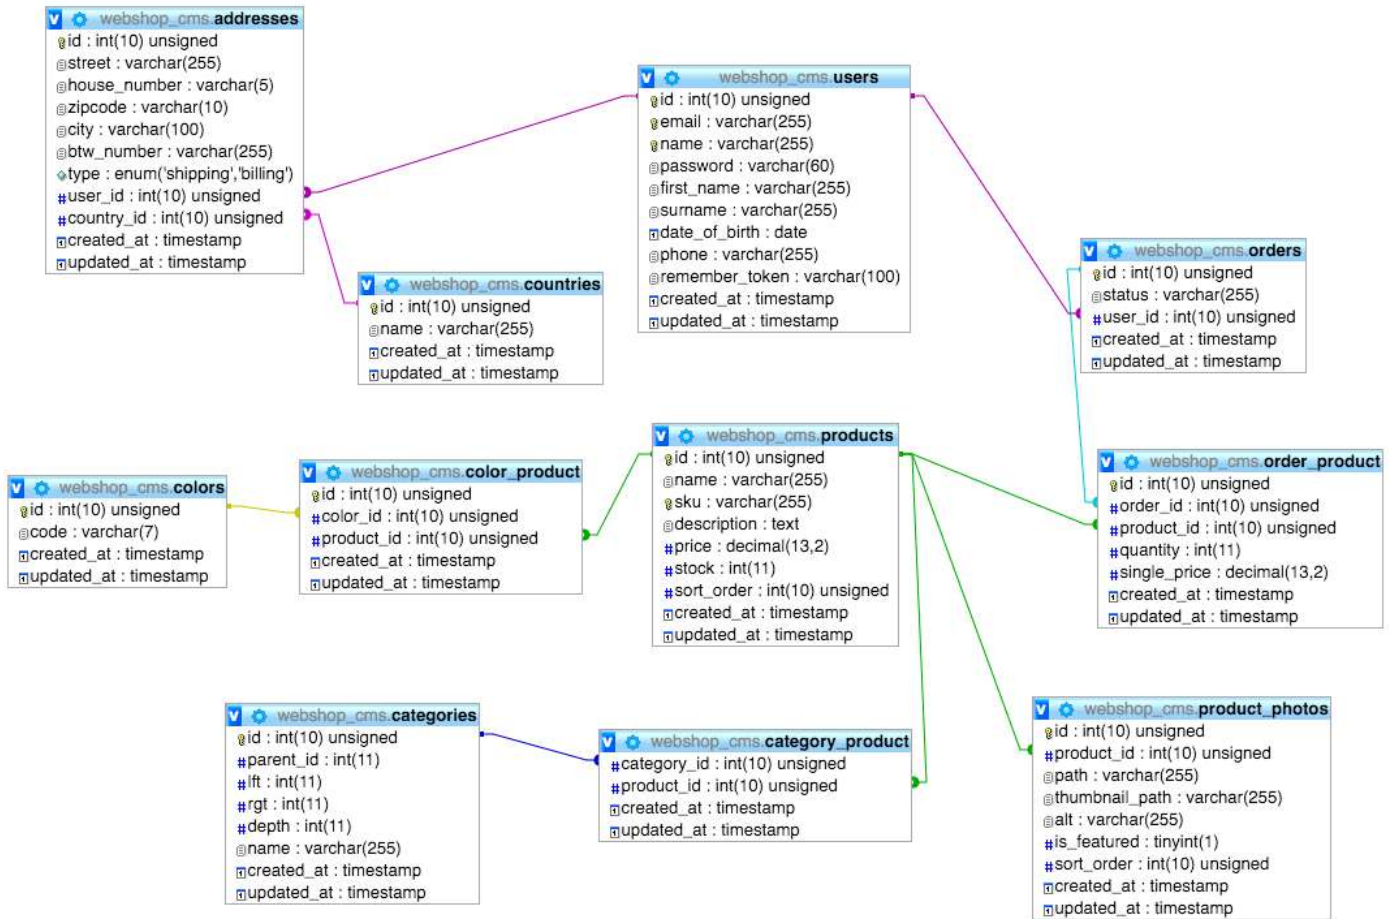 webshop_cms.addresses
id : int(10) unsigned
street : varchar(255)
house_number : varchar(5)
zipcode : varchar(10)
city : varchar(100)
btw_number : varchar(255)
type : enum('shipping','billing')
user_id : int(10) unsigned
country_id : int(10) unsigned
created_at : timestamp
updated_at : timestamp
webshop_cms.users
id : int(10) unsigned
email : varchar(255)
name : varchar(255)
password : varchar(60)
first_name : varchar(255)
surname : varchar(255)
date_of_birth : date
phone : varchar(255)
remember_token : varchar(100)
created_at : timestamp
updated_at : timestamp
webshop_cms.countries
id : int(10) unsigned
name : varchar(255)
created_at : timestamp
updated_at : timestamp
webshop_cms.orders
id : int(10) unsigned
status : varchar(255)
user_id : int(10) unsigned
created_at : timestamp
updated_at : timestamp
webshop_cms.colors
id : int(10) unsigned
code : varchar(7)
created_at : timestamp
updated_at : timestamp
webshop_cms.color_product
id : int(10) unsigned
color_id : int(10) unsigned
product_id : int(10) unsigned
created_at : timestamp
updated_at : timestamp
webshop_cms.products
id : int(10) unsigned
name : varchar(255)
sku : varchar(255)
description : text
price : decimal(13,2)
stock : int(11)
sort_order : int(10) unsigned
created_at : timestamp
updated_at : timestamp
webshop_cms.order_product
id : int(10) unsigned
order_id : int(10) unsigned
product_id : int(10) unsigned
quantity : int(11)
single_price : decimal(13,2)
created_at : timestamp
updated_at : timestamp
webshop_cms.categories
id : int(10) unsigned
parent_id : int(11)
lft : int(11)
rgt : int(11)
depth : int(11)
name : varchar(255)
created_at : timestamp
updated_at : timestamp
webshop_cms.category_product
category_id : int(10) unsigned
product_id : int(10) unsigned
created_at : timestamp
updated_at : timestamp
webshop_cms.product_photos
id : int(10) unsigned
product_id : int(10) unsigned
path : varchar(255)
thumbnail_path : varchar(255)
alt : varchar(255)
is_featured : tinyint(1)
sort_order : int(10) unsigned
created_at : timestamp
updated_at : timestamp